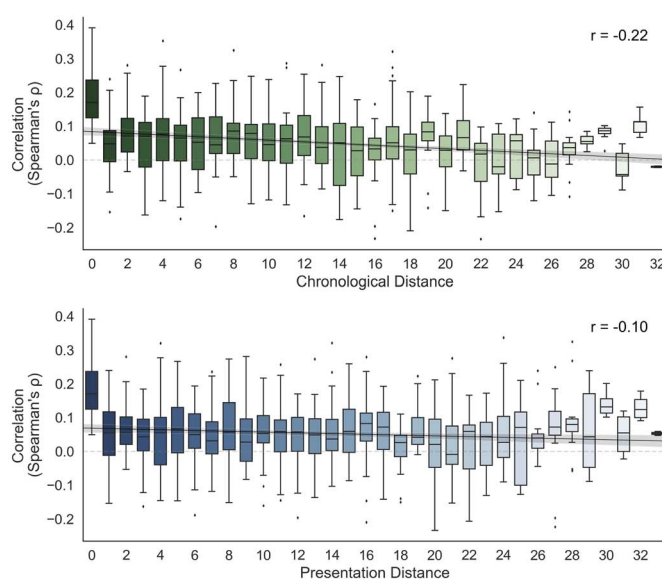 r = -0.22
Correlation
(Spearman's ρ)
0.4
0.3
0.2
0.1
0.0
−0.1
−0.2
0 2 4 6 8 10 12 14 16 18 20 22 24 26 28 30 32
Chronological Distance
r = -0.10
Correlation
(Spearman's ρ)
0.4
0.3
0.2
0.1
0.0
−0.1
−0.2
0 2 4 6 8 10 12 14 16 18 20 22 24 26 28 30 32
Presentation Distance